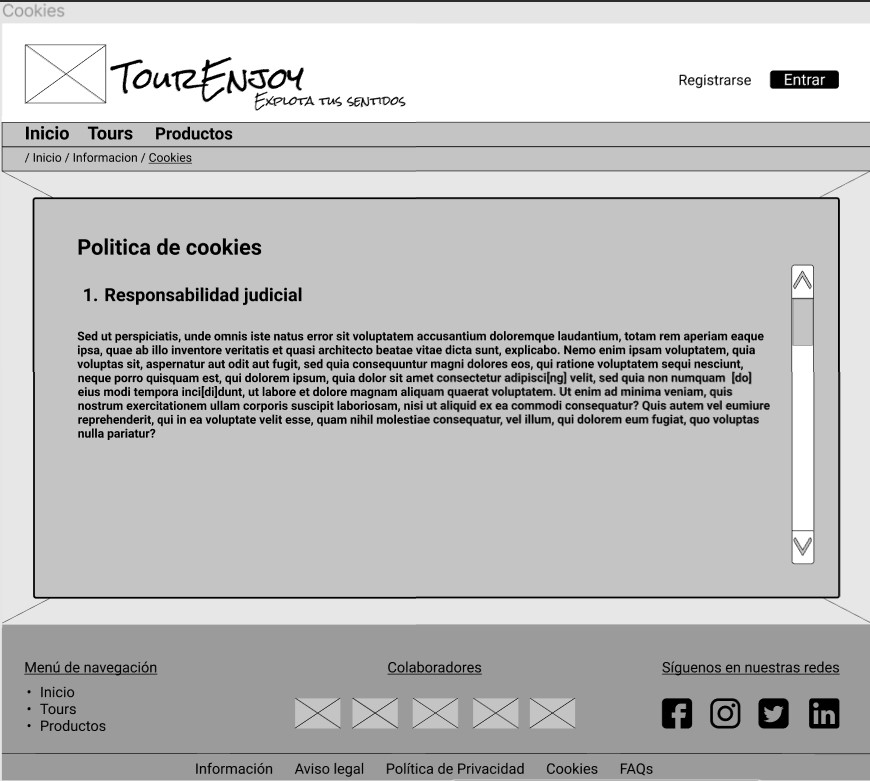 Cookies
TourEnjoy
Explota tus sentidos
Registrarse Entrar
Inicio Tours Productos
/ Inicio / Informacion / Cookies
Politica de cookies
1. Responsabilidad judicial
Sed ut perspiciatis, unde omnis iste natus error sit voluptatem accusantium doloremque laudantium, totam rem aperiam eaque
ipsa, quae ab illo inventore veritatis et quasi architecto beatae vitae dicta sunt, explicabo. Nemo enim ipsam voluptatem, quia
voluptas sit, aspernatur aut odit aut fugit, sed quia consequuntur magni dolores eos, qui ratione voluptatem sequi nesciunt,
neque porro quisquam est, qui dolorem ipsum, quia dolor sit amet consectetur adipisci[ng] velit, sed quia non numquam [do]
eius modi tempora inci[di]dunt, ut labore et dolore magnam aliquam quaerat voluptatem. Ut enim ad minima veniam, quis
nostrum exercitationem ullam corporis suscipit laboriosam, nisi ut aliquid ex ea commodi consequatur? Quis autem vel eumiure
reprehenderit, qui in ea voluptate velit esse, quam nihil molestiae consequatur, vel illum, qui dolorem eum fugiat, quo voluptas
nulla pariatur?
Menú de navegación
• Inicio
• Tours
• Productos
Colaboradores
Síguenos en nuestras redes
Información Aviso legal Política de Privacidad Cookies FAQs